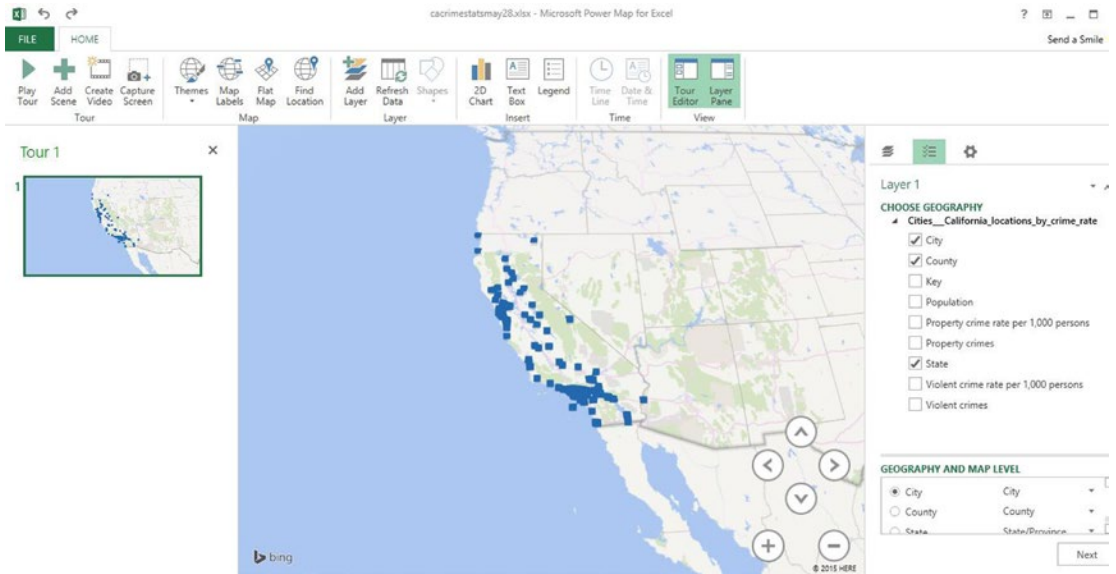 cacrimestatsmay28.xlsx - Microsoft Power Map for Excel
?
FILE
HOME
Send a Smile
Play
Tour
Add
Scene
Create
Video
Capture
Screen
Themes
Map
Labels
Flat
Map
Find
Location
Add
Layer
Refresh
Data
Shapes
2D
Chart
Text
Box
Legend
Time
Line
Date &
Time
Tour
Editor
Layer
Pane
Tour
Map
Layer
Insert
Time
View
Tour 1
1
bing
© 2015 HERE
Layer 1
CHOOSE GEOGRAPHY
Cities__California_locations_by_crime_rate
City
County
Key
Population
Property crime rate per 1,000 persons
Property crimes
State
Violent crime rate per 1,000 persons
Violent crimes
GEOGRAPHY AND MAP LEVEL
City City
County County
State State/Province
Next